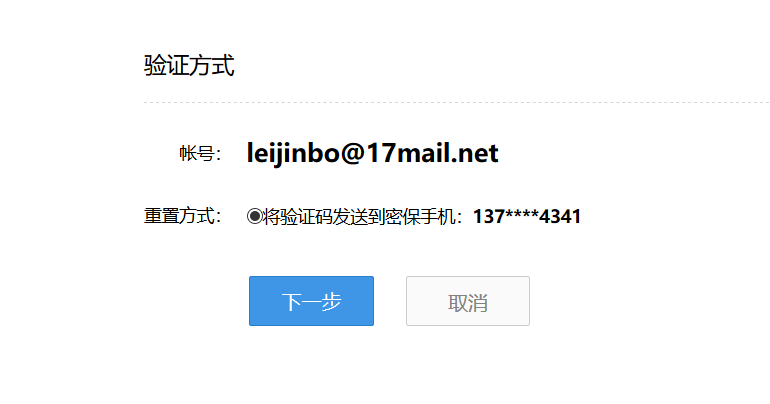 验证方式
帐号： leijinbo@17mail.net
重置方式： 将验证码发送到密保手机：137****4341
下一步 取消